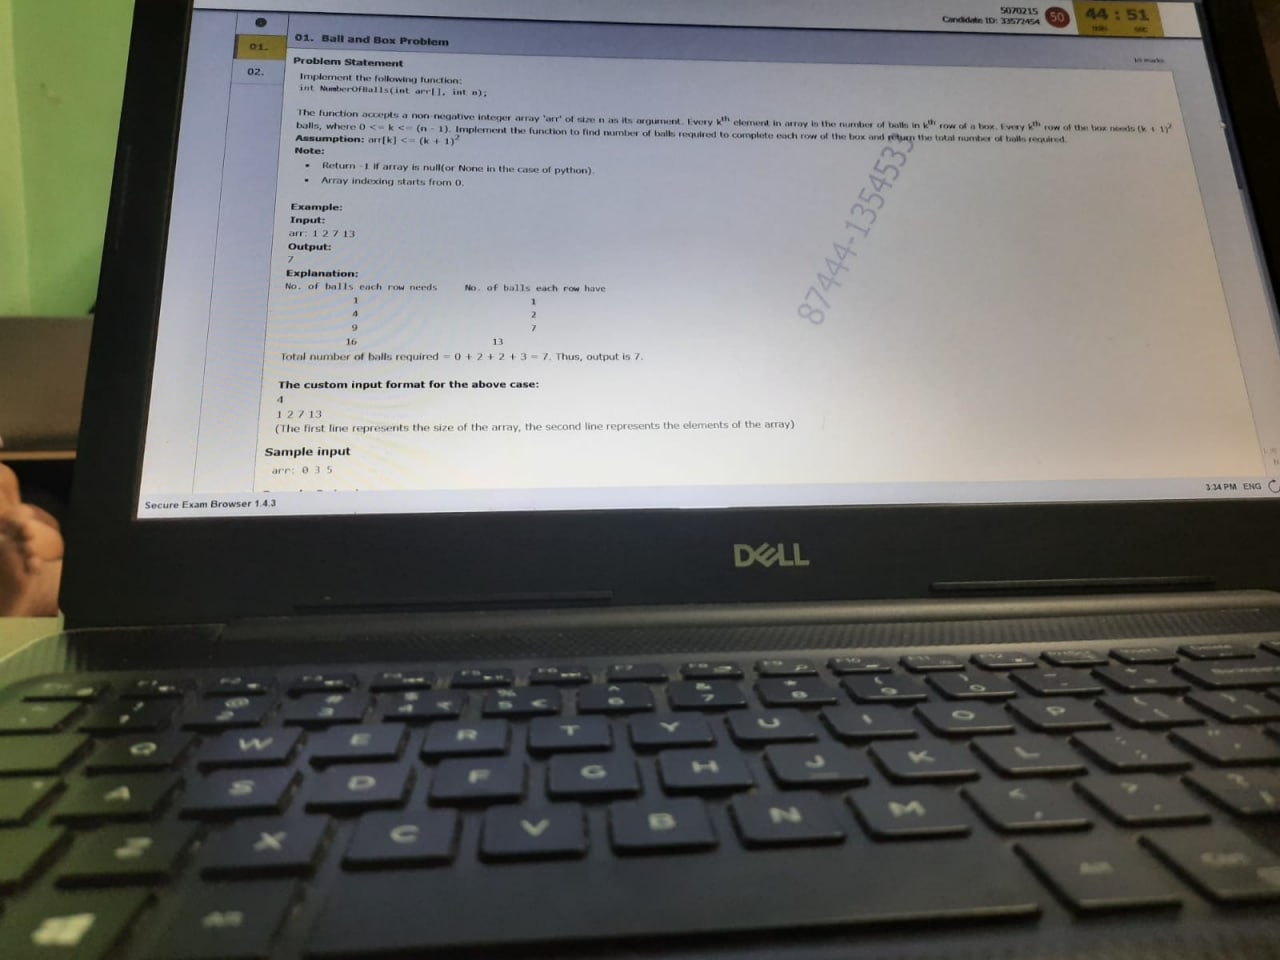 5070215
Candidate ID: 33572454
50
44 : 51
min sec
01.
02.
01. Ball and Box Problem
10 marks
Problem Statement
Implement the following function:
int NumberOfBalls(int arr[], int n);
The function accepts a non-negative integer array 'arr' of size n as its argument. Every kth element in array is the number of balls in kth row of a box. Every kth row of the box needs (k + 1)2
balls, where 0 <= k <= (n - 1). Implement the function to find number of balls required to complete each row of the box and return the total number of balls required.
Assumption: arr[k] <= (k + 1)2
Note:
• Return -1 if array is null(or None in the case of python).
• Array indexing starts from 0.
87444-1354533
Example:
Input:
arr: 1 2 7 13
Output:
7
Explanation:
No. of balls each row needs No. of balls each row have
1 1
4 2
9 7
16 13
Total number of balls required = 0 + 2 + 2 + 3 = 7. Thus, output is 7.
The custom input format for the above case:
4
1 2 7 13
(The first line represents the size of the array, the second line represents the elements of the array)
Sample input
arr: 0 3 5
Secure Exam Browser 1.4.3
3:34 PM ENG
DELL
W E R T Y U I O P
Q
A S D F G H J K L
X C V B N M
Alt